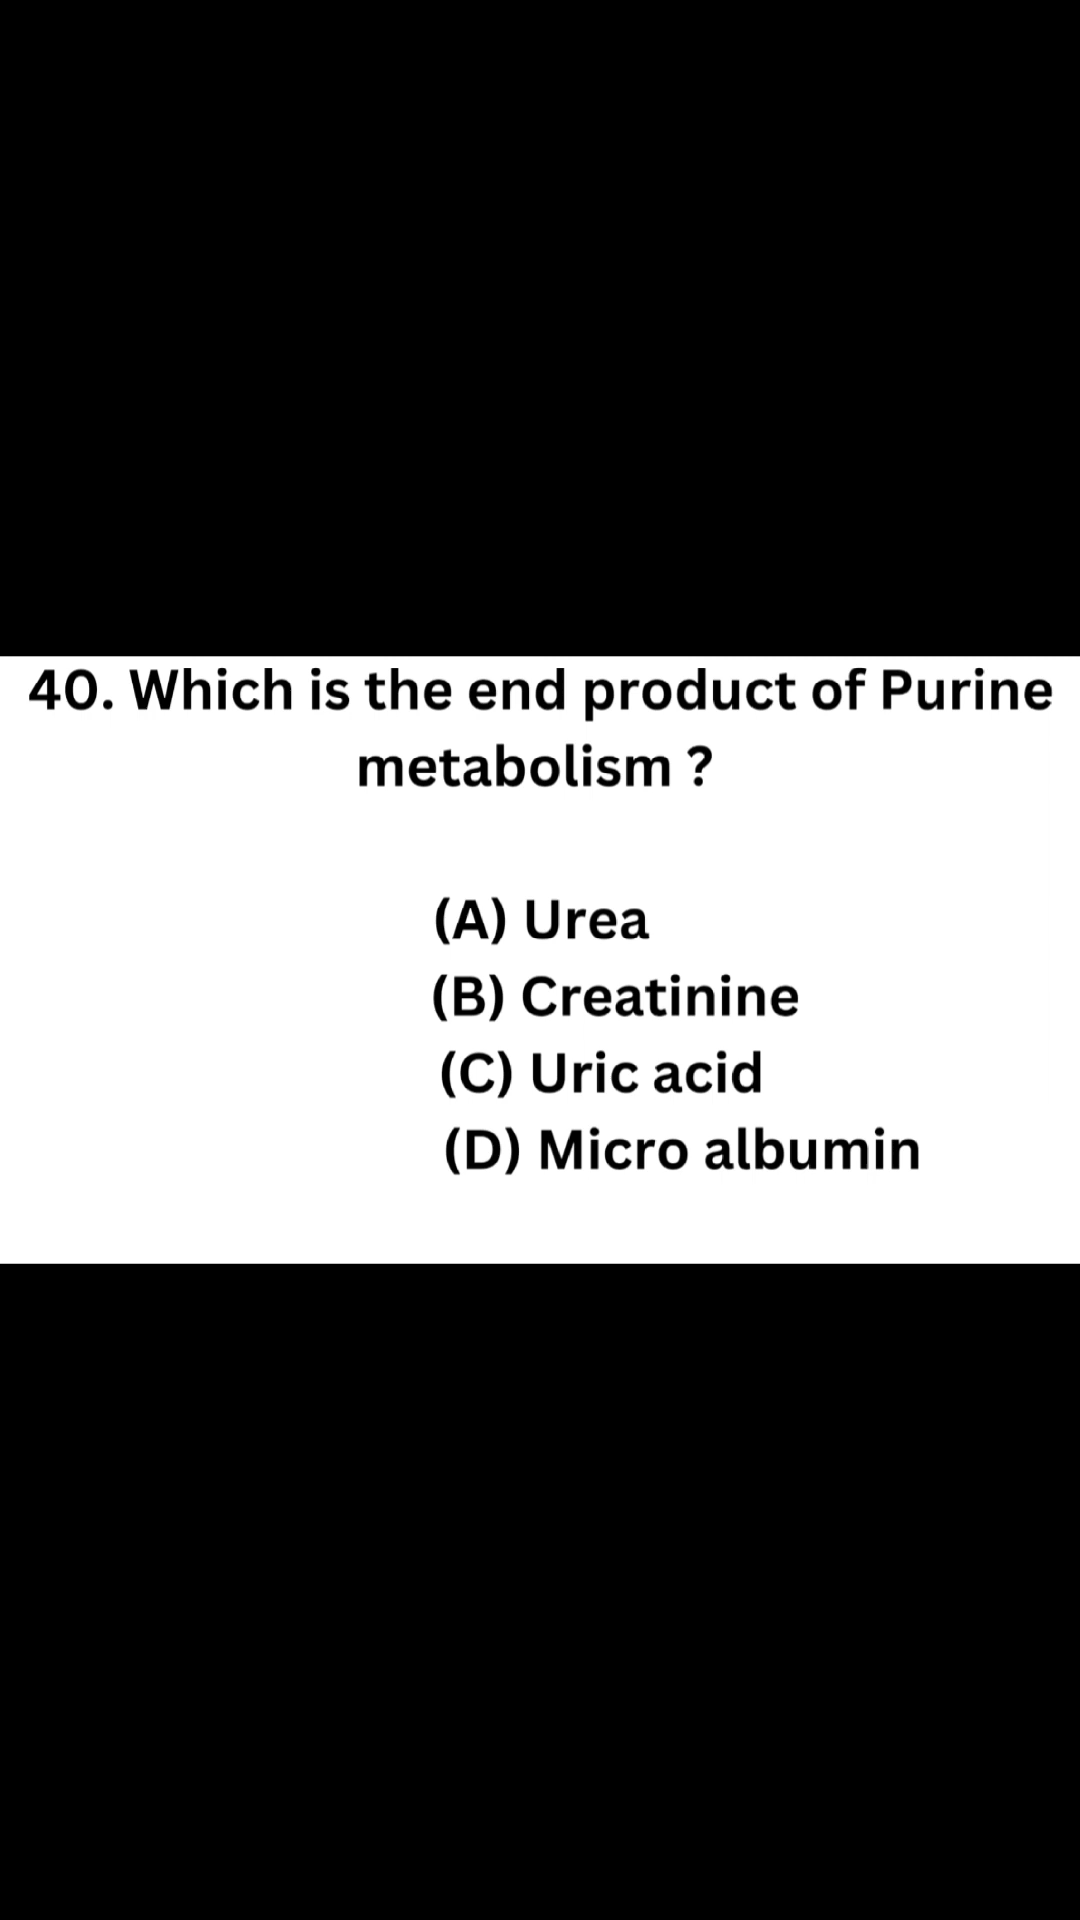 40. Which is the end product of Purine
metabolism ?
(A) Urea
(B) Creatinine
(C) Uric acid
(D) Micro albumin